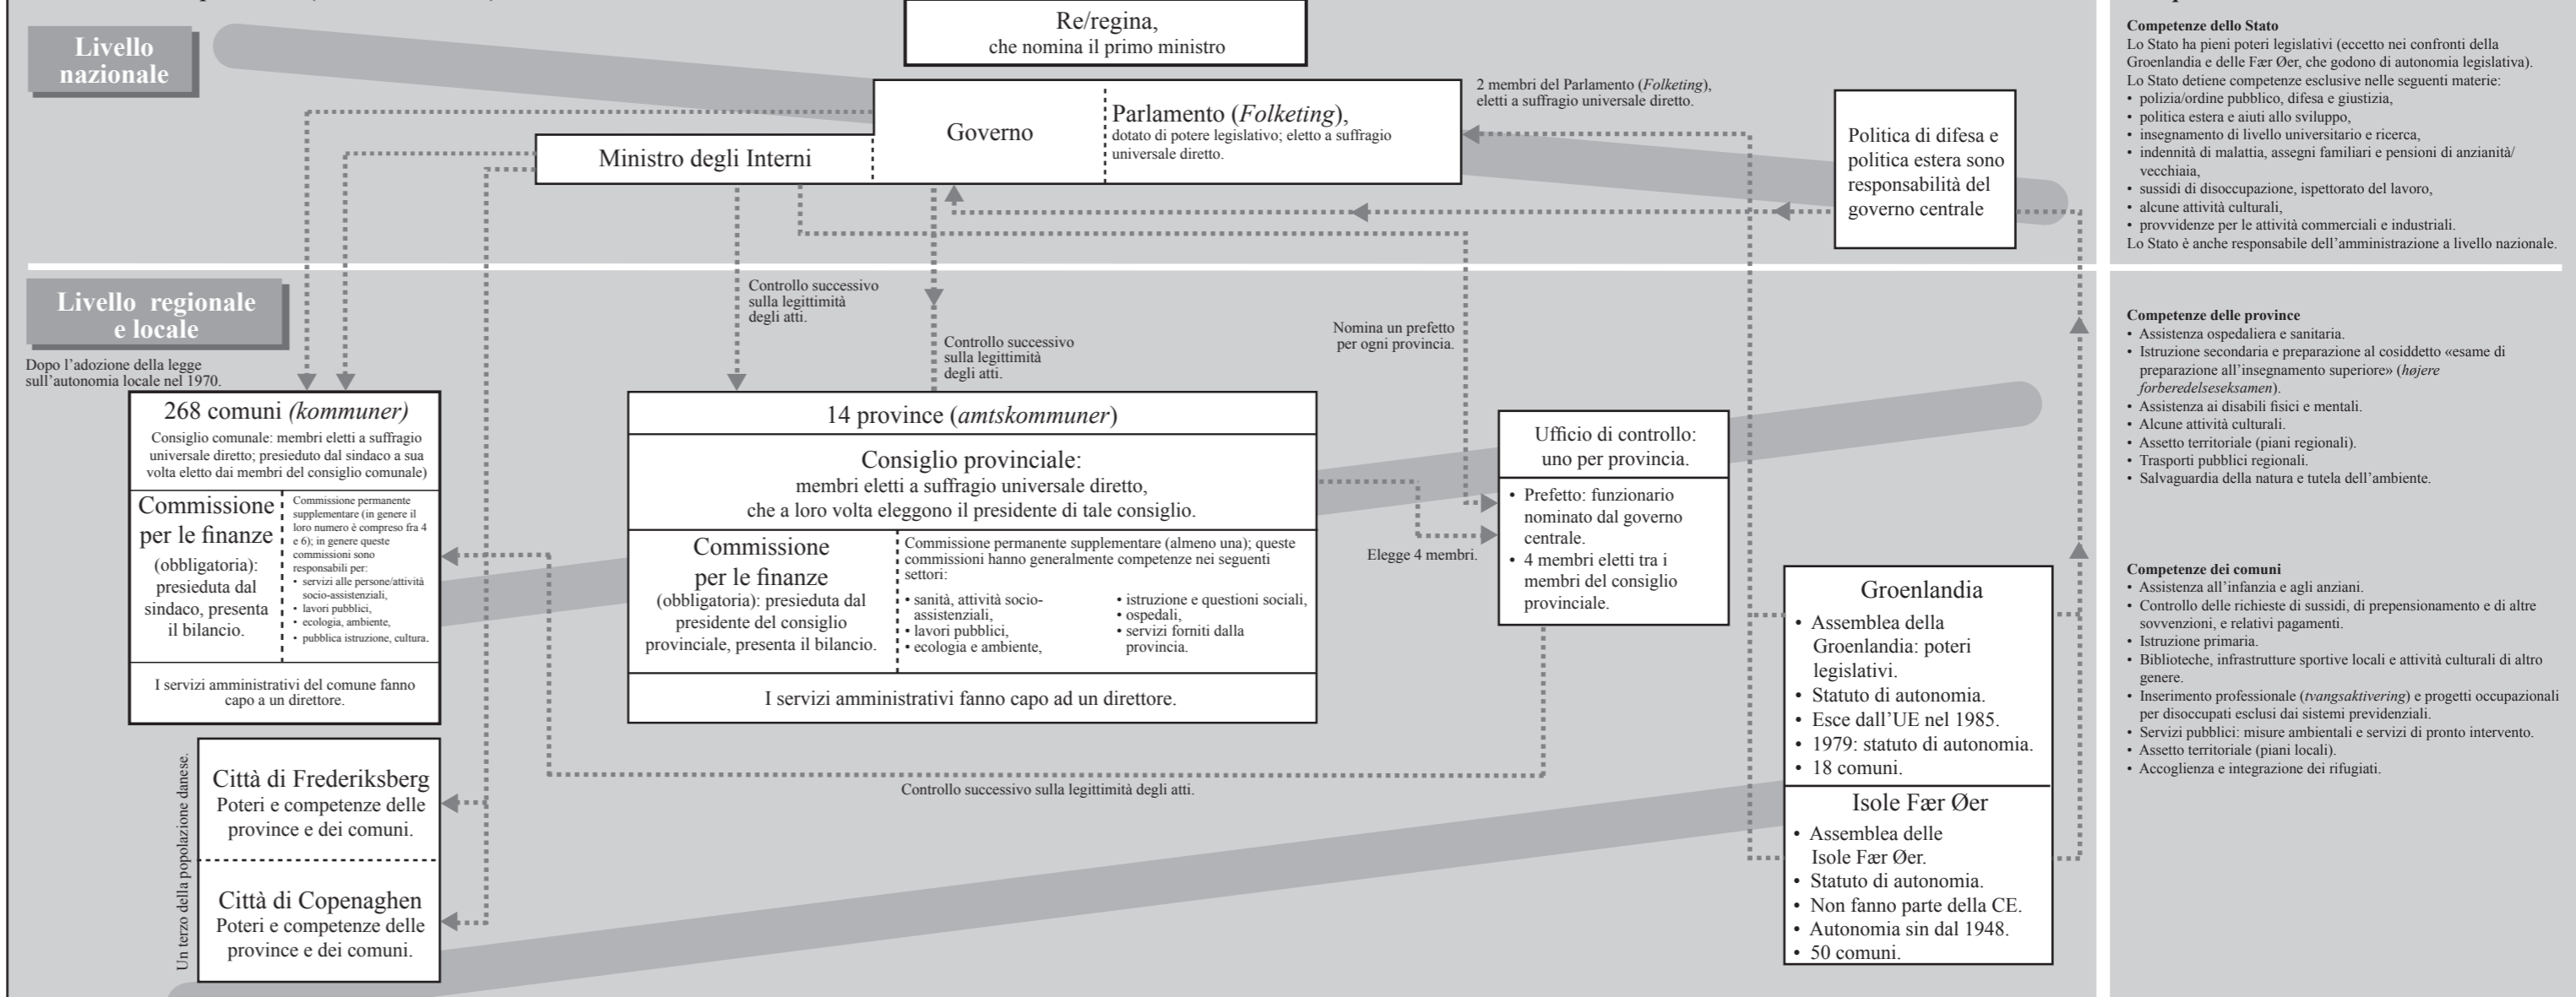 Re/regina,
che nomina il primo ministro
Livello
nazionale
Governo
Parlamento (Folketing),
dotato di potere legislativo; eletto a suffragio
universale diretto.
Ministro degli Interni
2 membri del Parlamento (Folketing),
eletti a suffragio universale diretto.
Politica di difesa e
politica estera sono
responsabilità del
governo centrale
Livello regionale
e locale
Dopo l'adozione della legge
sull'autonomia locale nel 1970.
Controllo successivo
sulla legittimità
degli atti.
Controllo successivo
sulla legittimità
degli atti.
Nomina un prefetto
per ogni provincia.
268 comuni (kommuner)
Consiglio comunale: membri eletti a suffragio
universale diretto; presieduto dal sindaco a sua
volta eletto dai membri del consiglio comunale)
Commissione
per le finanze
(obbligatoria):
presieduta dal
sindaco, presenta
il bilancio.
Commissione permanente
supplementare (in genere il
loro numero è compreso fra 4
e 6); in genere queste
commissioni sono
responsabili per:
• servizi alle persone/attività
socio-assistenziali,
• lavori pubblici,
• ecologia, ambiente,
• pubblica istruzione, cultura.
I servizi amministrativi del comune fanno
capo a un direttore.
14 province (amtskommuner)
Consiglio provinciale:
membri eletti a suffragio universale diretto,
che a loro volta eleggono il presidente di tale consiglio.
Commissione
per le finanze
(obbligatoria): presieduta dal
presidente del consiglio
provinciale, presenta il bilancio.
Commissione permanente supplementare (almeno una); queste
commissioni hanno generalmente competenze nei seguenti
settori:
• sanità, attività socio-
assistenziali,
• lavori pubblici,
• ecologia e ambiente,
• istruzione e questioni sociali,
• ospedali,
• servizi forniti dalla
provincia.
I servizi amministrativi fanno capo ad un direttore.
Elegge 4 membri.
Ufficio di controllo:
uno per provincia.
• Prefetto: funzionario
nominato dal governo
centrale.
• 4 membri eletti tra i
membri del consiglio
provinciale.
Controllo successivo sulla legittimità degli atti.
Un terzo della popolazione danese.
Città di Frederiksberg
Poteri e competenze delle
province e dei comuni.
Città di Copenaghen
Poteri e competenze delle
province e dei comuni.
Groenlandia
• Assemblea della
Groenlandia: poteri
legislativi.
• Statuto di autonomia.
• Esce dall'UE nel 1985.
• 1979: statuto di autonomia.
• 18 comuni.
Isole Fær Øer
• Assemblea delle
Isole Fær Øer.
• Statuto di autonomia.
• Non fanno parte della CE.
• Autonomia sin dal 1948.
• 50 comuni.
Competenze dello Stato
Lo Stato ha pieni poteri legislativi (eccetto nei confronti della
Groenlandia e delle Fær Øer, che godono di autonomia legislativa).
Lo Stato detiene competenze esclusive nelle seguenti materie:
• polizia/ordine pubblico, difesa e giustizia,
• politica estera e aiuti allo sviluppo,
• insegnamento di livello universitario e ricerca,
• indennità di malattia, assegni familiari e pensioni di anzianità/
vecchiaia,
• sussidi di disoccupazione, ispettorato del lavoro,
• alcune attività culturali,
• provvidenze per le attività commerciali e industriali.
Lo Stato è anche responsabile dell'amministrazione a livello nazionale.
Competenze delle province
• Assistenza ospedaliera e sanitaria.
• Istruzione secondaria e preparazione al cosiddetto «esame di
preparazione all'insegnamento superiore» (højere
forberedelseseksamen).
• Assistenza ai disabili fisici e mentali.
• Alcune attività culturali.
• Assetto territoriale (piani regionali).
• Trasporti pubblici regionali.
• Salvaguardia della natura e tutela dell'ambiente.
Competenze dei comuni
• Assistenza all'infanzia e agli anziani.
• Controllo delle richieste di sussidi, di prepensionamento e di altre
sovvenzioni, e relativi pagamenti.
• Istruzione primaria.
• Biblioteche, infrastrutture sportive locali e attività culturali di altro
genere.
• Inserimento professionale (tvangsaktivering) e progetti occupazionali
per disoccupati esclusi dai sistemi previdenziali.
• Servizi pubblici: misure ambientali e servizi di pronto intervento.
• Assetto territoriale (piani locali).
• Accoglienza e integrazione dei rifugiati.